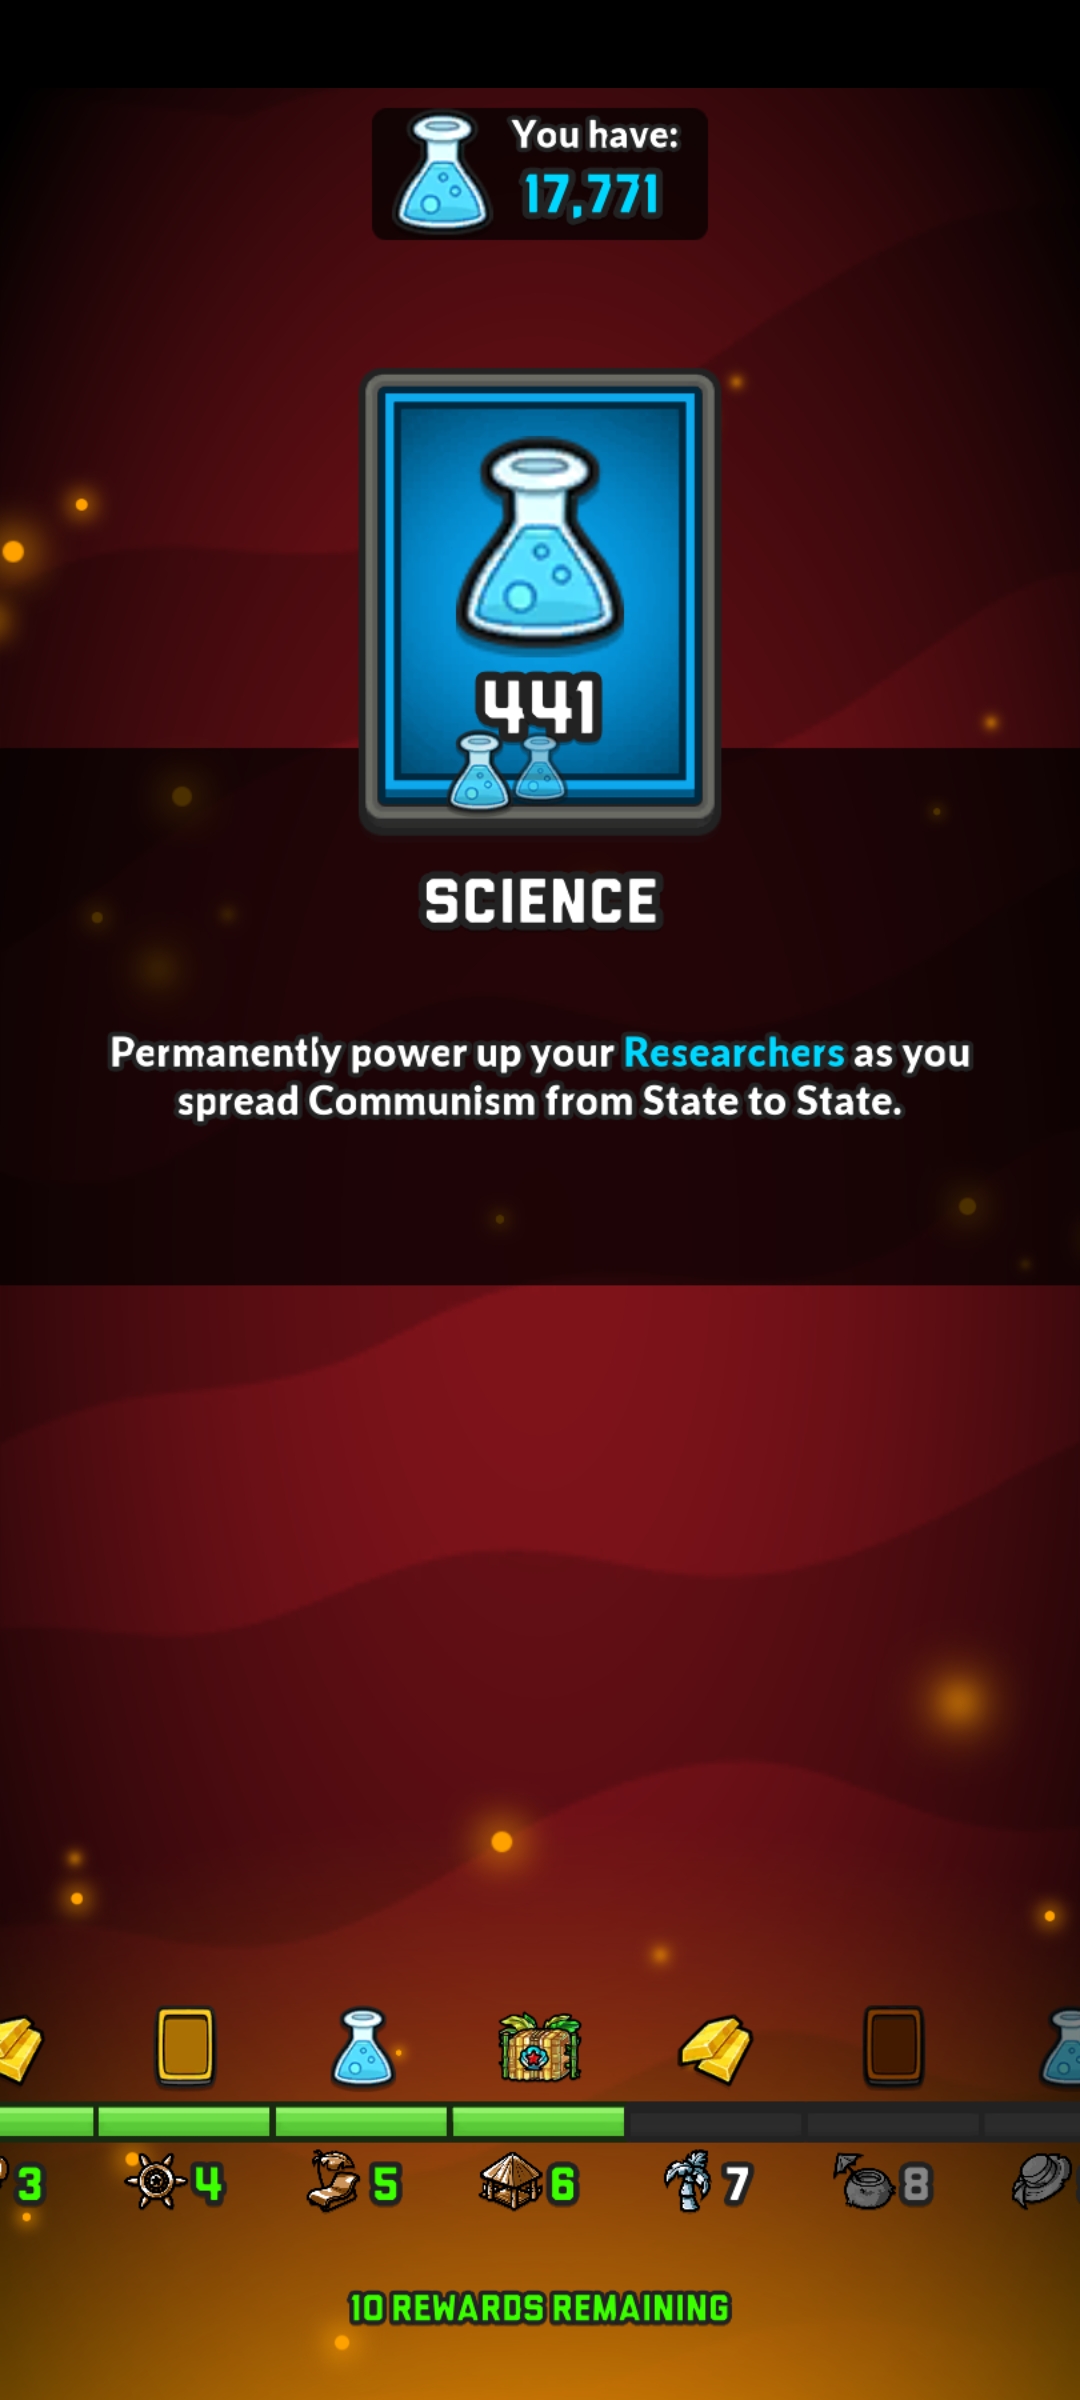 You have:
17,771
441
SCIENCE
Permanently power up your Researchers as you
spread Communism from State to State.
3 4 5 6 7 8
10 REWARDS REMAINING